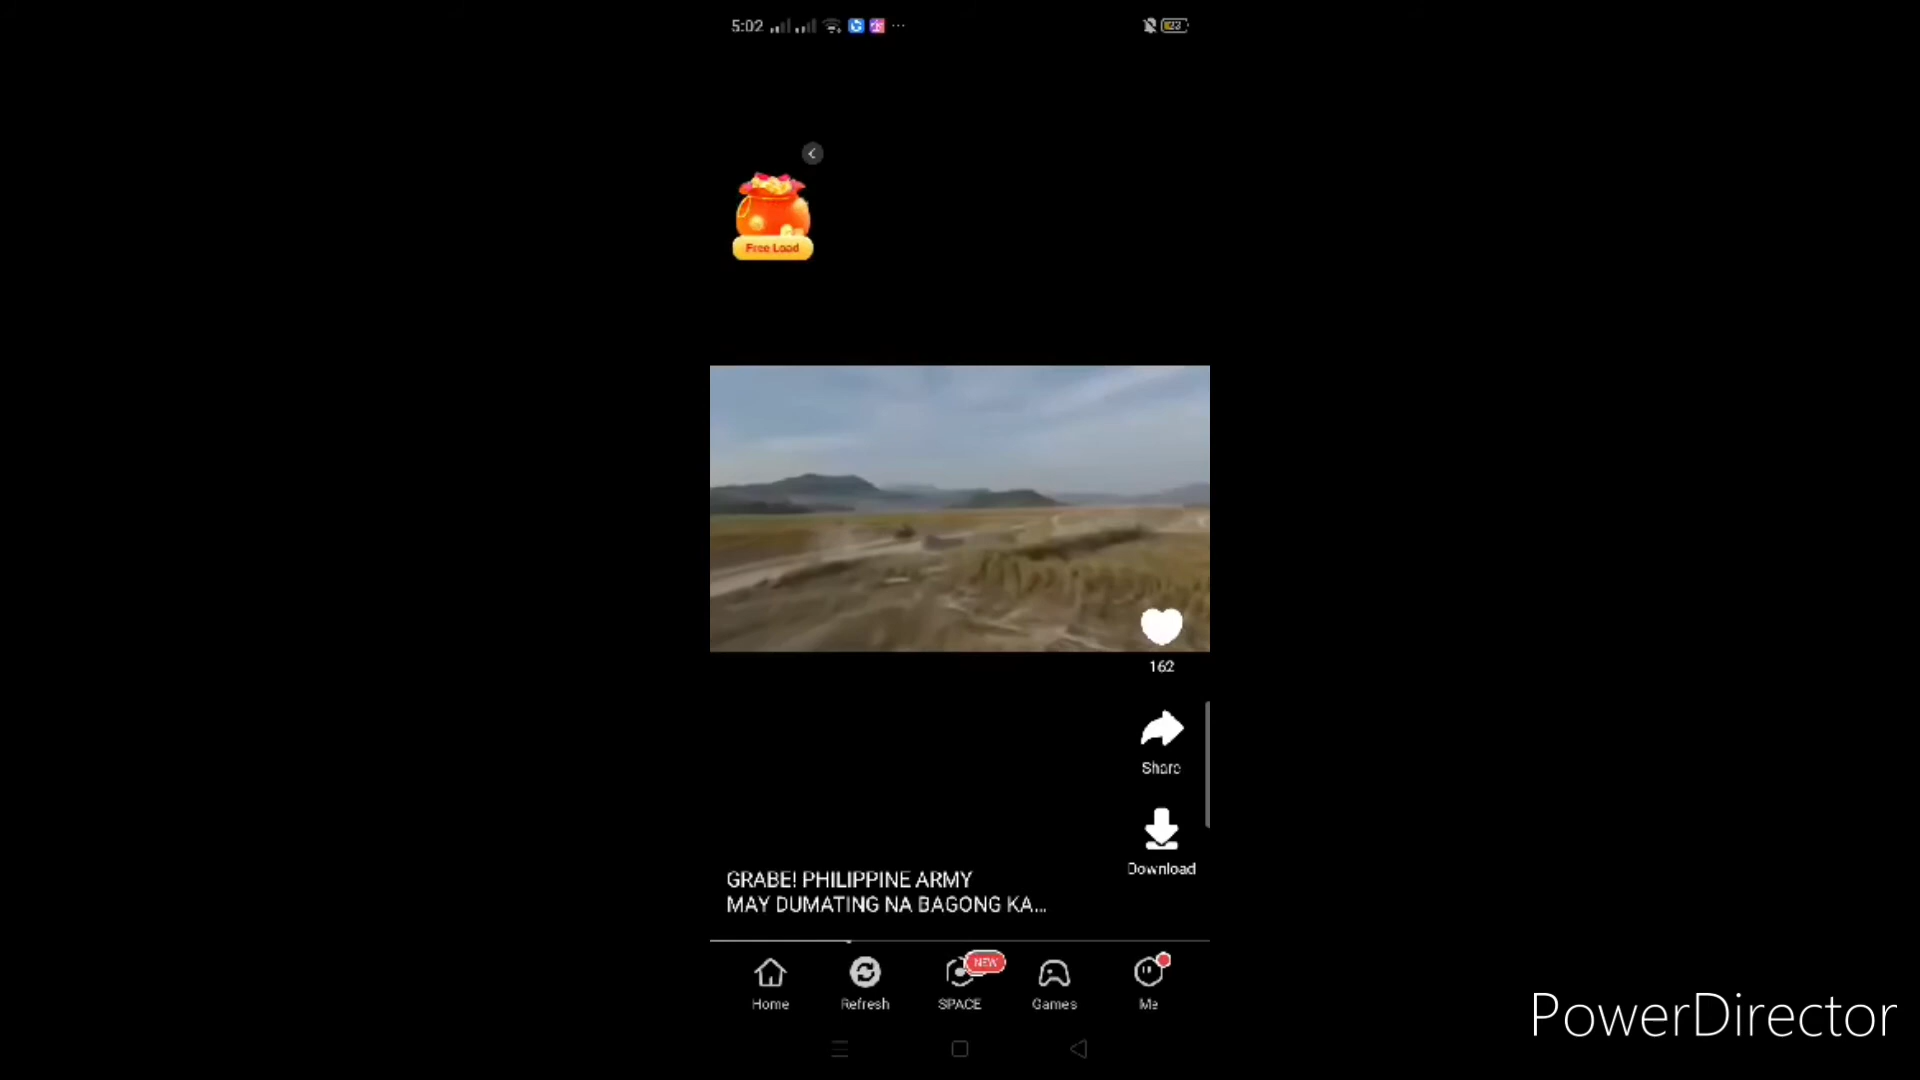 5:02
23
Free Load
162
Share
Download
GRABE! PHILIPPINE ARMY
MAY DUMATING NA BAGONG KA...
NEW
Home
Refresh
SPACE
Games
Me
PowerDirector